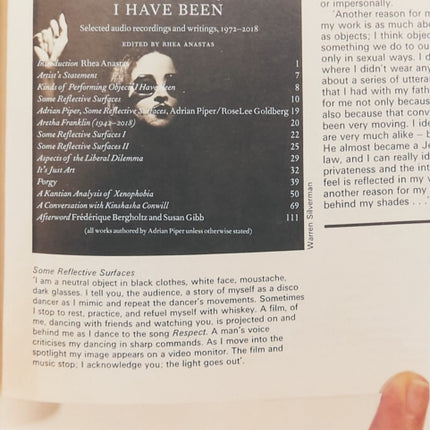 I HAVE BEEN
Selected audio recordings and writings, 1972–2018
EDITED BY RHEA ANASTAS
Introduction Rhea Anastas 1
Artist's Statement 7
Kinds of Performing Objects I Have Been 8
Some Reflective Surfaces 10
Adrian Piper, Some Reflective Surfaces, Adrian Piper/RoseLee Goldberg 19
Aretha Franklin (1942–2018) 20
Some Reflective Surfaces I 22
Some Reflective Surfaces II 25
Aspects of the Liberal Dilemma 29
It's Just Art 32
Porgy 39
A Kantian Analysis of Xenophobia 50
A Conversation with Kinshasha Conwill 69
Afterword Frédérique Bergholtz and Susan Gibb 111
(all works authored by Adrian Piper unless otherwise stated)
Warren Silverman
Some Reflective Surfaces
'I am a neutral object in black clothes, white face, moustache,
dark glasses. I tell you, the audience, a story of myself as a disco
dancer as I mimic and repeat the dancer's movements. Sometimes
I stop to rest, practice, and refuel myself with whiskey. A film, of
me, dancing with friends and watching you, is projected on and
behind me as I dance to the song Respect. A man's voice
criticises my dancing in sharp commands. As I move into the
spotlight my image appears on a video monitor. The film and
music stop; I acknowledge you; the light goes out'.
or impersonally.
'Another reason for m
my work is as much abo
as objects; I think objec
something we do to ou
only in sexual ways. I d
where I didn't wear any
about a series of uttera
that I had with my fath
for me not only becaus
also because that conv
been very moving. I ide
are very much alike – b
He almost became a Je
law, and I can really id
privateness and the int
feel is reflected in my w
another reason for my
behind my shades . . .'